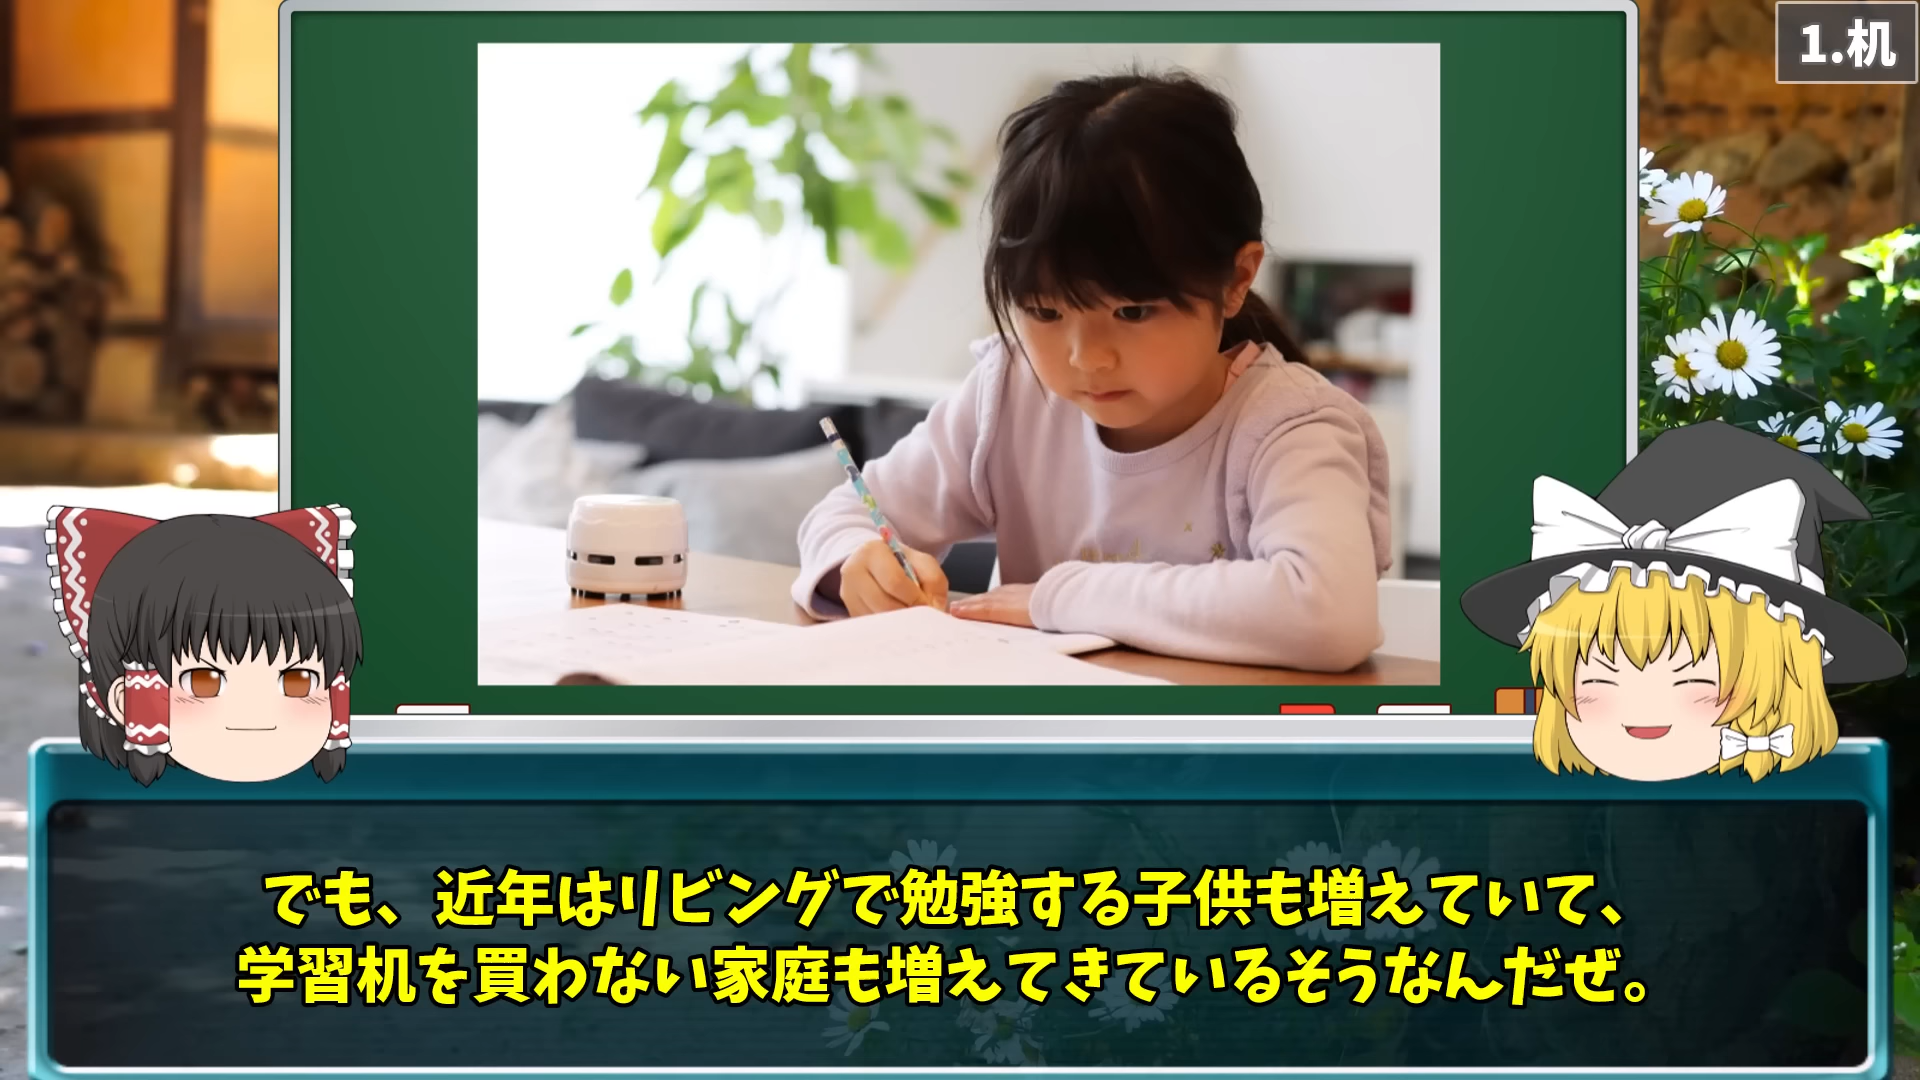 1.机
でも、近年はリビングで勉強する子供も増えていて、
学習机を買わない家庭も増えてきているそうなんだぜ。